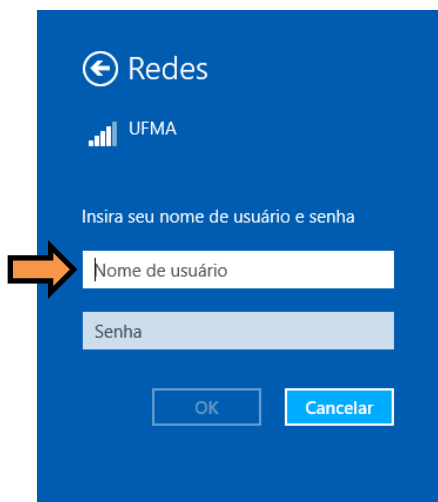 Redes
UFMA
Insira seu nome de usuário e senha
Nome de usuário
Senha
OK
Cancelar